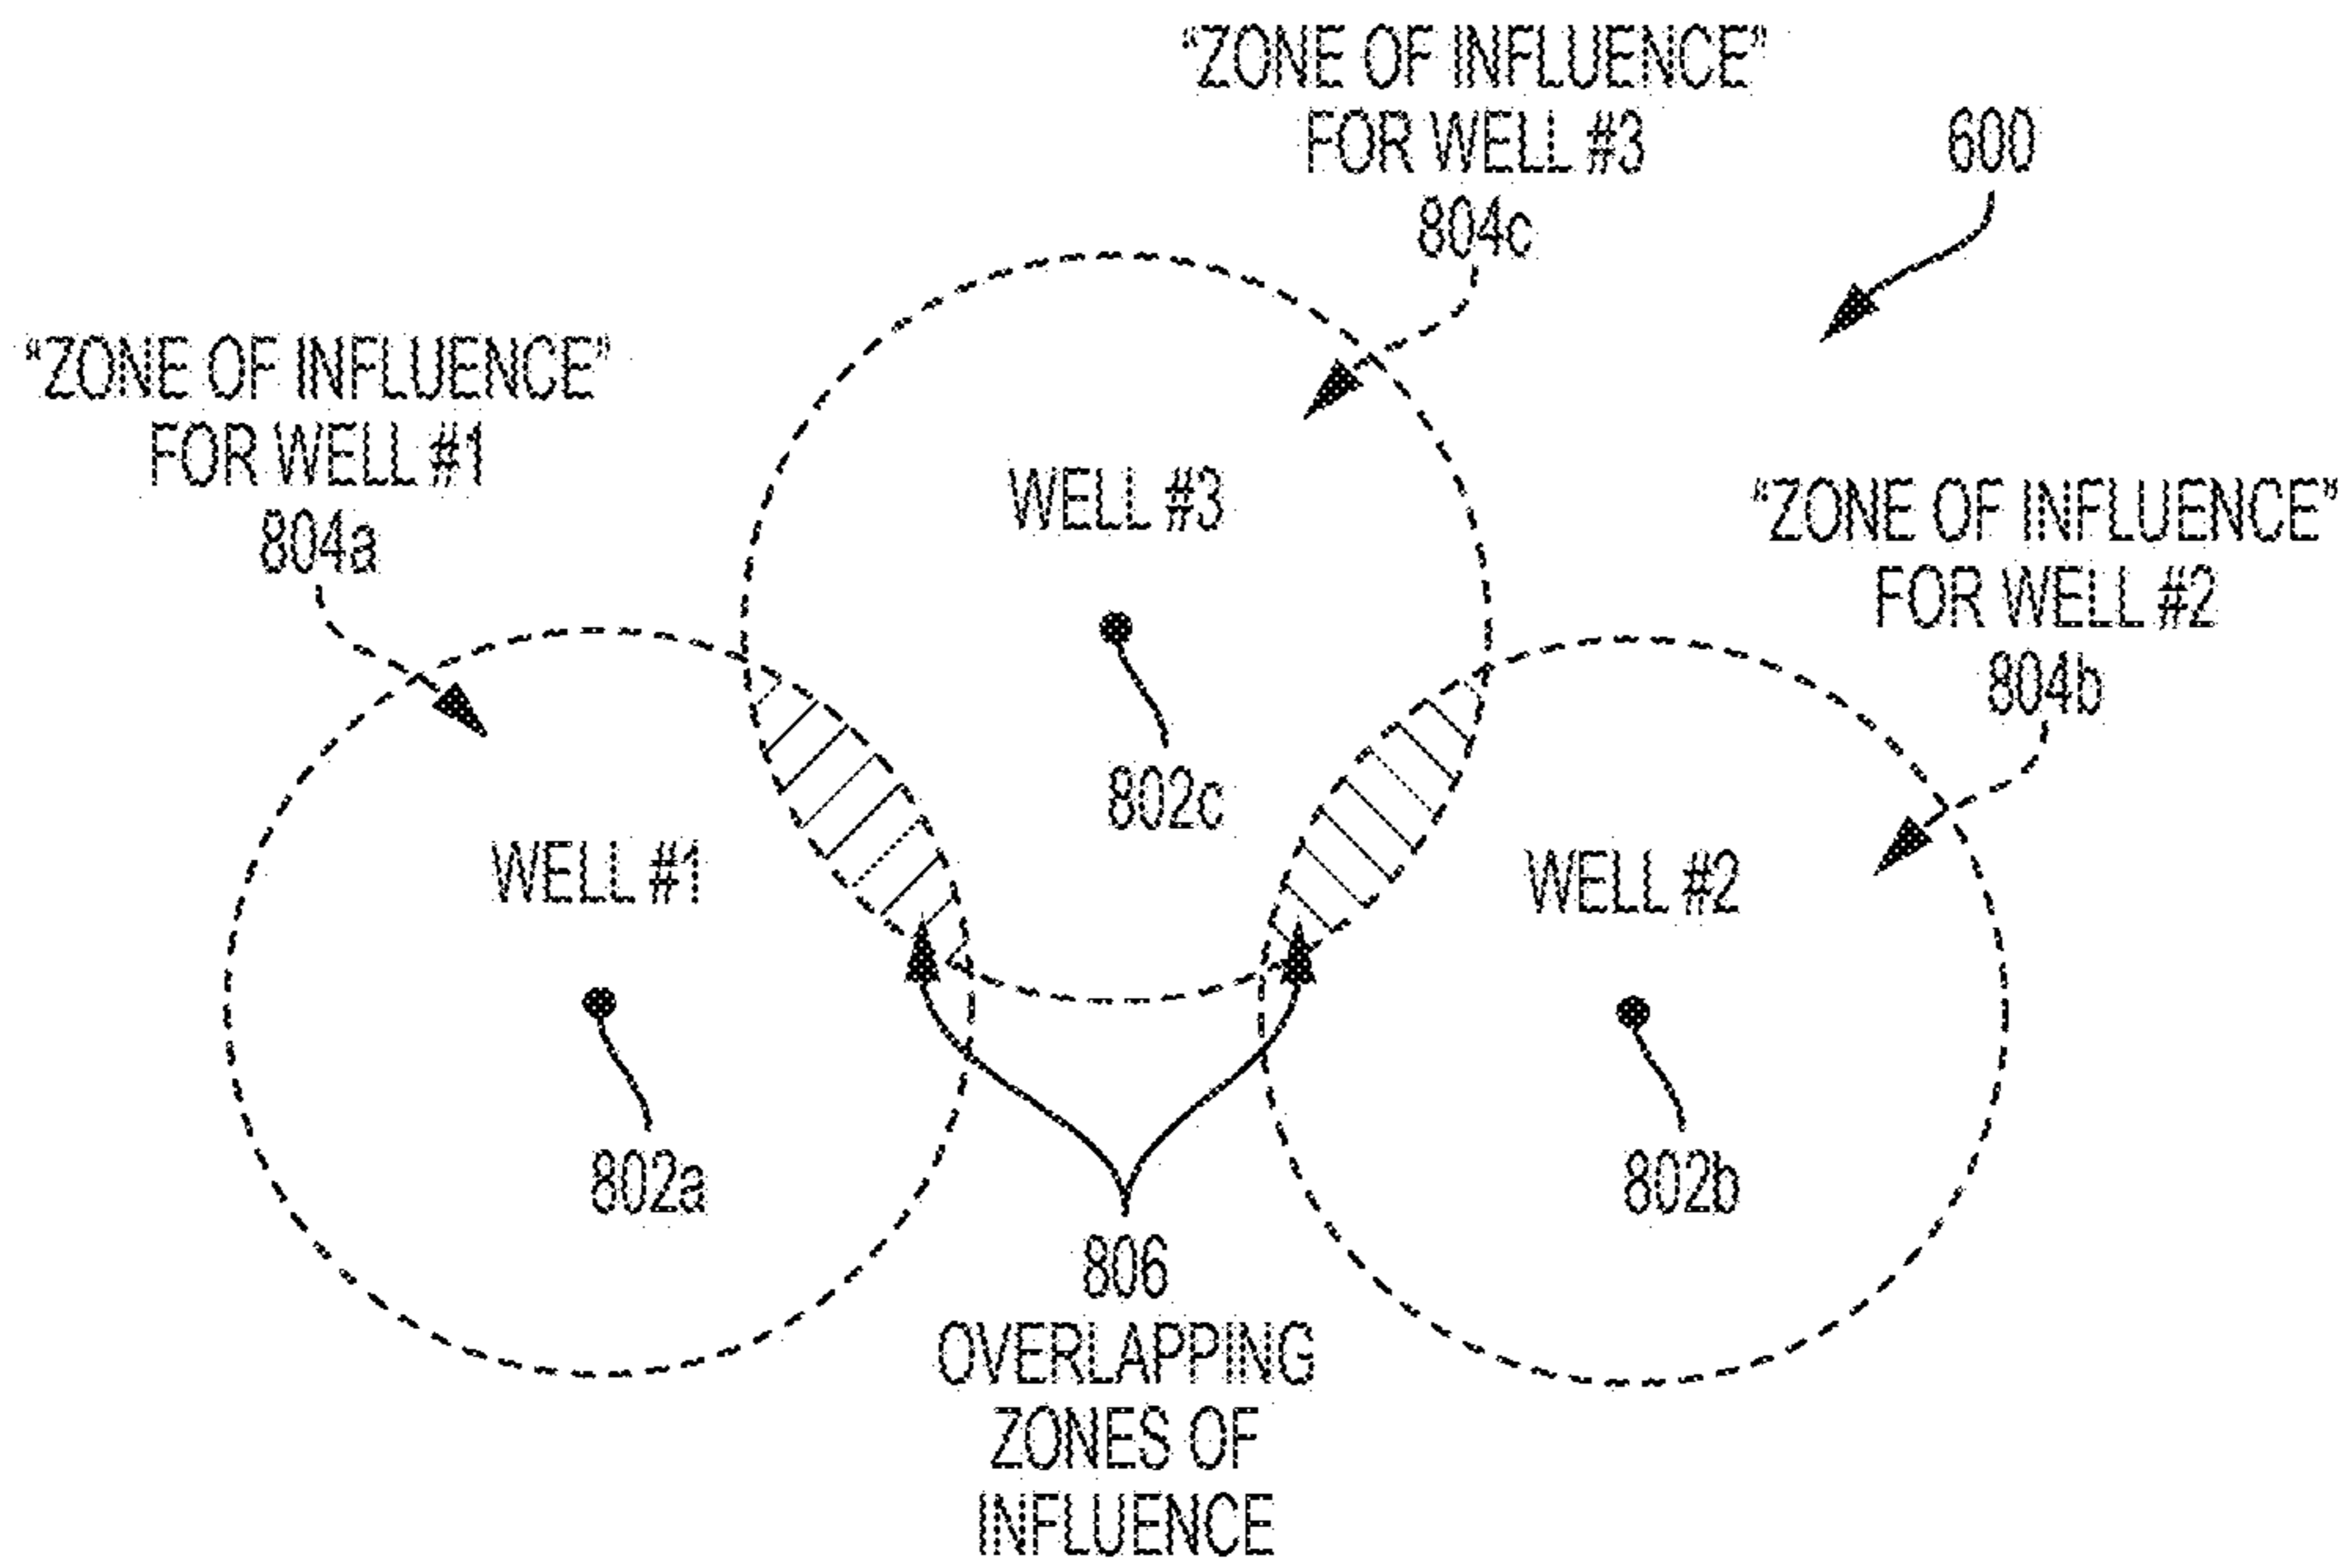 “ZONE OF INFLUENCE”
FOR WELL #3
804c
600
“ZONE OF INFLUENCE”
FOR WELL #1
804a
WELL #3
“ZONE OF INFLUENCE”
FOR WELL #2
804b
802c
WELL #1
WELL #2
802a
802b
806
OVERLAPPING
ZONES OF
INFLUENCE